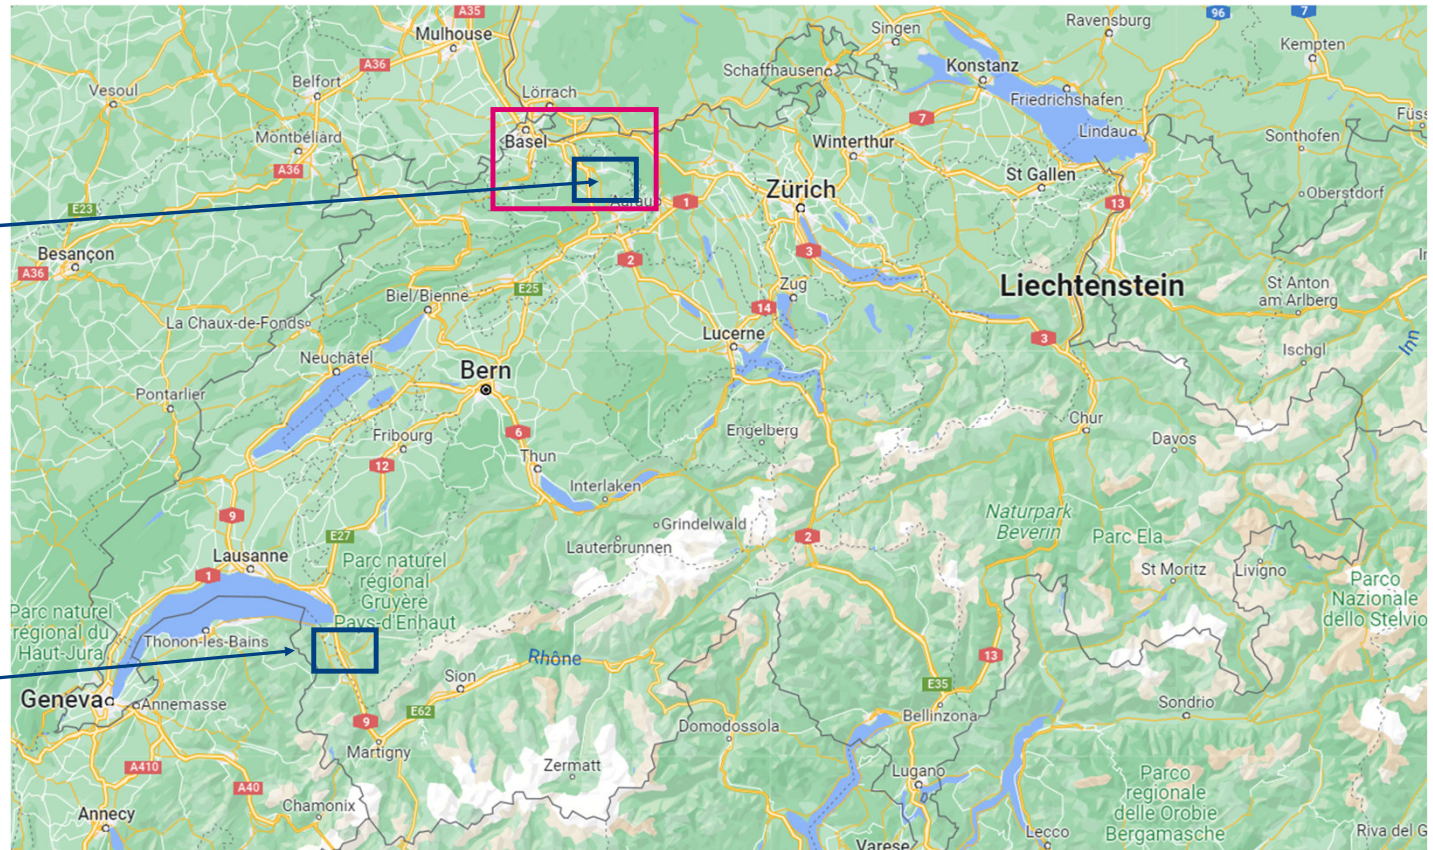 A35
96
7
Mulhouse
Singen
Ravensburg
Kempten
A36
Schaffhausen
Konstanz
Vesoul
Belfort
Lörrach
Friedrichshafen
Füss
7
Montbéliard
Basel
Winterthur
Lindau
Sonthofen
A36
St Gallen
Zürich
Oberstdorf
E23
Aarau
1
13
Besançon
A36
2
3
Liechtenstein
St Anton
am Arlberg
Zug
Biel/Bienne
E25
14
La Chaux-de-Fonds
Lucerne
3
Inn
Neuchâtel
Ischgl
Bern
Pontarlier
Chur
Fribourg
6
Engelberg
Davos
12
Thun
Interlaken
9
Grindelwald
Naturpark
Beverin
E27
2
Parc Ela
Lausanne
Lauterbrunnen
1
Parc naturel
régional
Gruyère
Pays-d'Enhaut
St Moritz
Livigno
Parco
Nazionale
dello Stelvio
Parc naturel
régional du
Haut-Jura
Thonon-les-Bains
Rhône
13
Sion
E35
Geneva
Annemasse
9
E62
Domodossola
Bellinzona
Sondrio
Martigny
A410
Zermatt
Lugano
A40
Parco
regionale
delle Orobie
Bergamasche
Annecy
Chamonix
Varese
Lecco
Riva del G